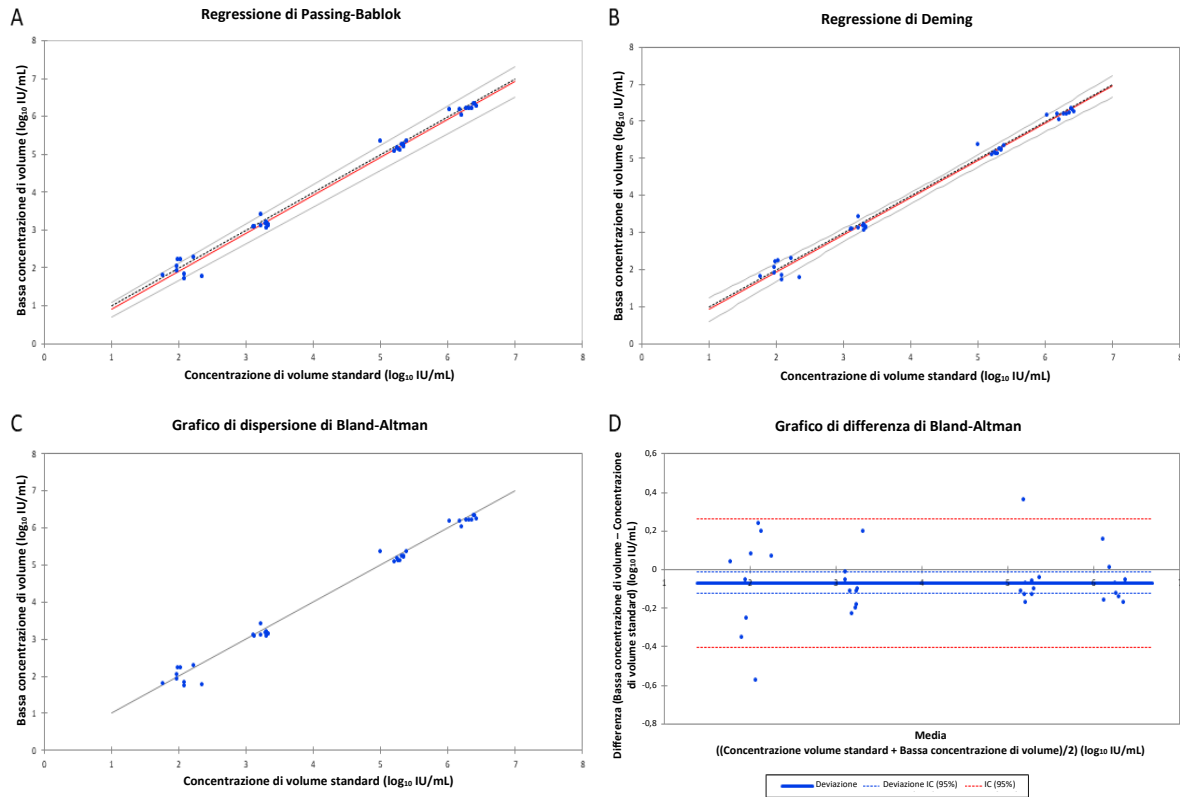 A
Regressione di Passing-Bablok
Bassa concentrazione di volume (log₁₀ IU/mL)
8
7
6
5
4
3
2
1
0
0 1 2 3 4 5 6 7 8
Concentrazione di volume standard (log₁₀ IU/mL)
B
Regressione di Deming
Bassa concentrazione di volume (log₁₀ IU/mL)
8
7
6
5
4
3
2
1
0
0 1 2 3 4 5 6 7 8
Concentrazione di volume standard (log₁₀ IU/mL)
C
Grafico di dispersione di Bland-Altman
Bassa concentrazione di volume (log₁₀ IU/mL)
8
7
6
5
4
3
2
1
0
0 1 2 3 4 5 6 7 8
Concentrazione di volume standard (log₁₀ IU/mL)
D
Grafico di differenza di Bland-Altman
Differenza (Bassa concentrazione di volume – Concentrazione
di volume standard) (log₁₀ IU/mL)
0,6
0,4
0,2
0
-0,2
-0,4
-0,6
-0,8
1 2 3 4 5 6
Media
((Concentrazione volume standard + Bassa concentrazione di volume)/2) (log₁₀ IU/mL)
Deviazione Deviazione IC (95%) IC (95%)